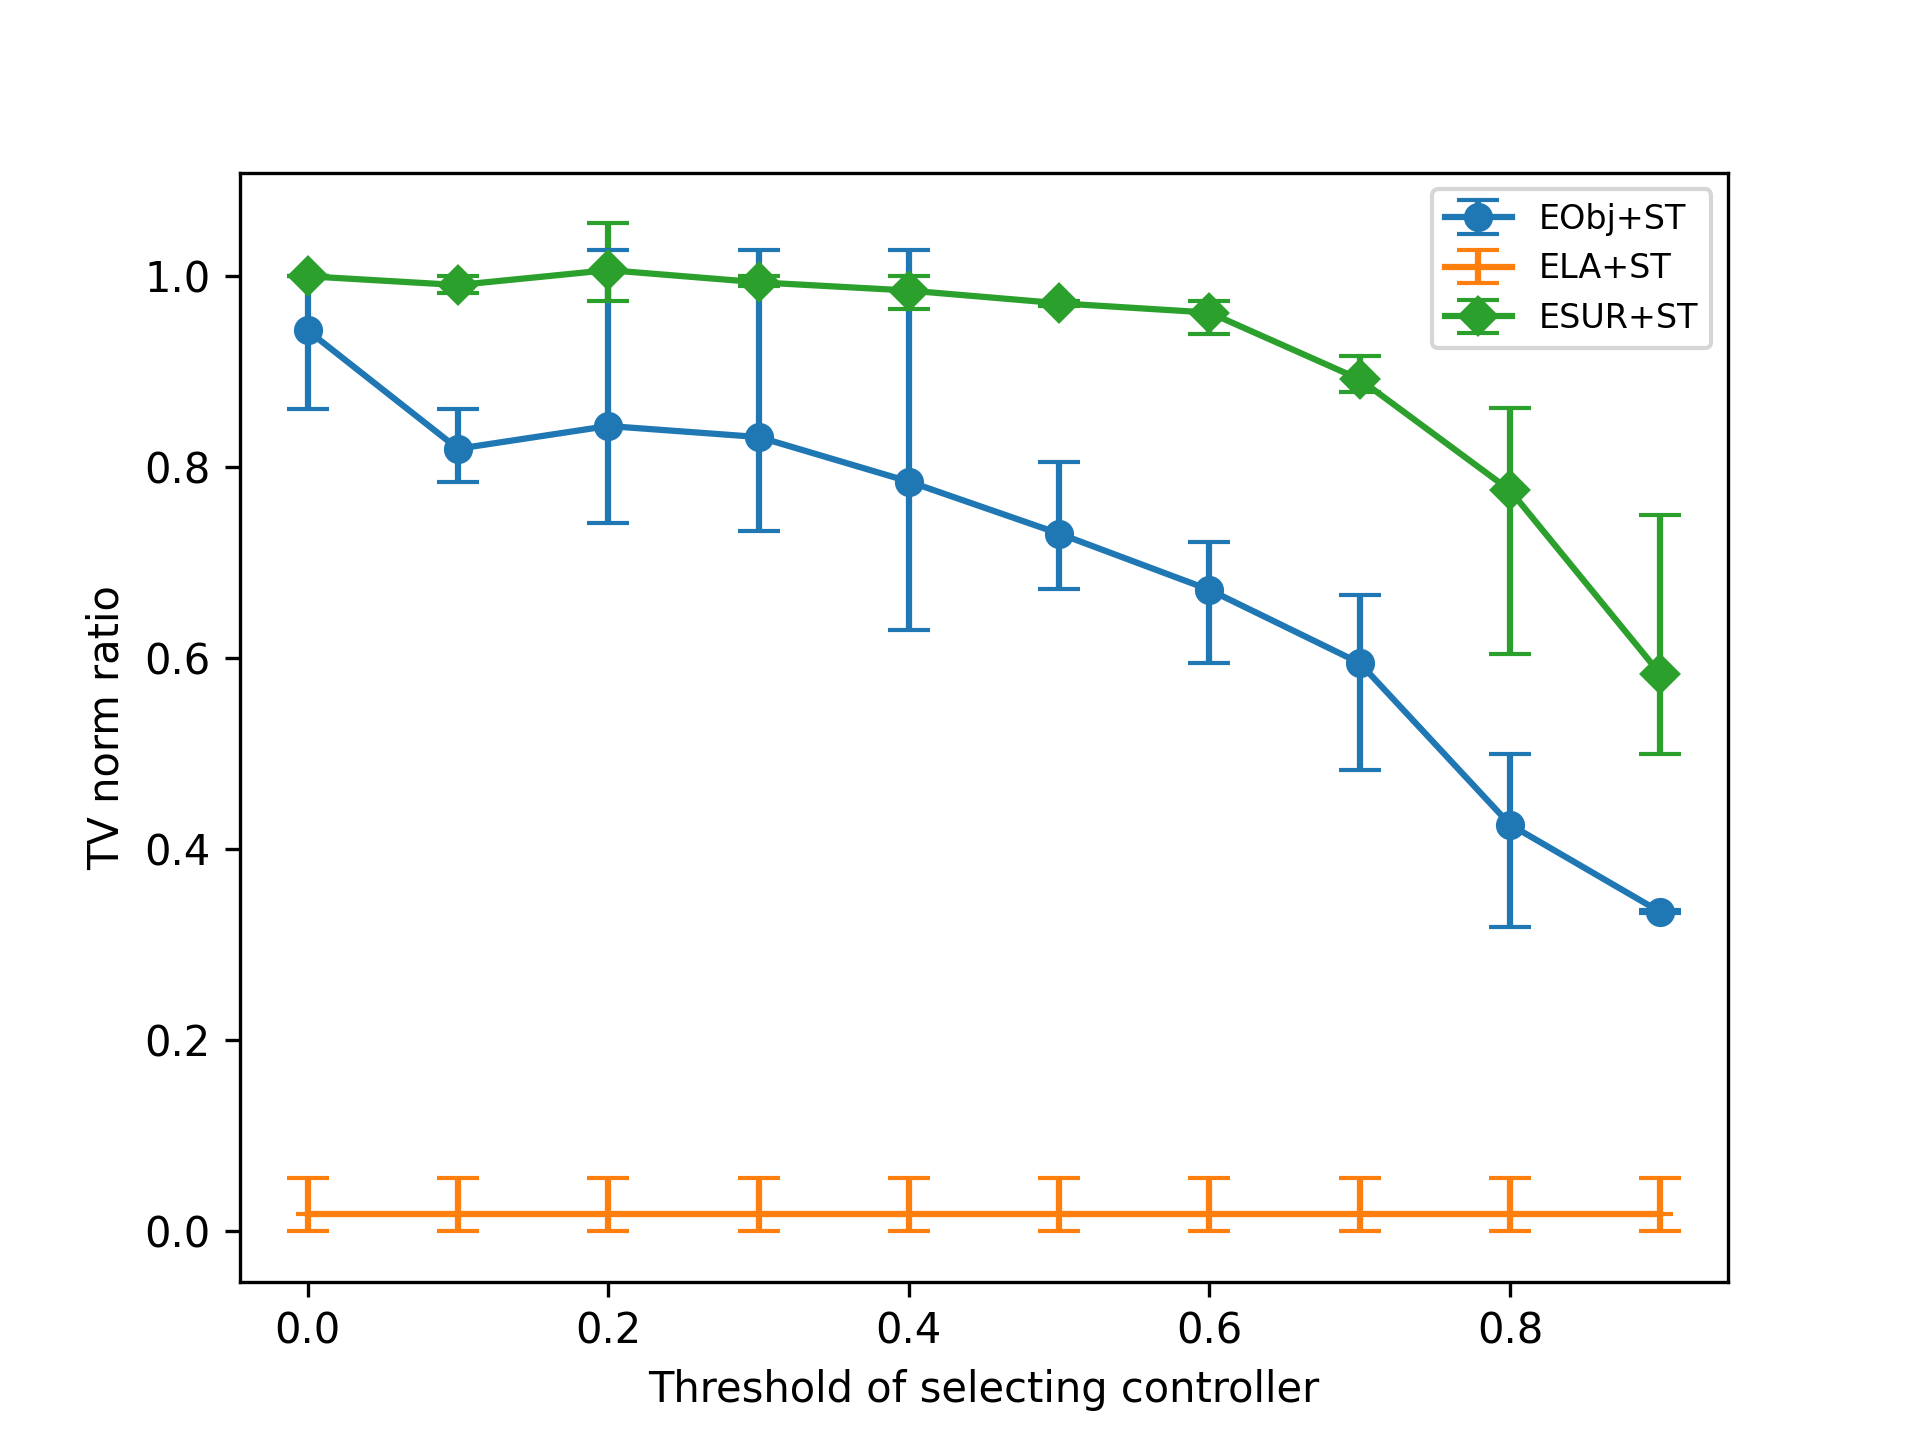 EObj+ST
ELA+ST
ESUR+ST
1.0
0.8
0.6
0.4
0.2
0.0
TV norm ratio
0.0 0.2 0.4 0.6 0.8
Threshold of selecting controller